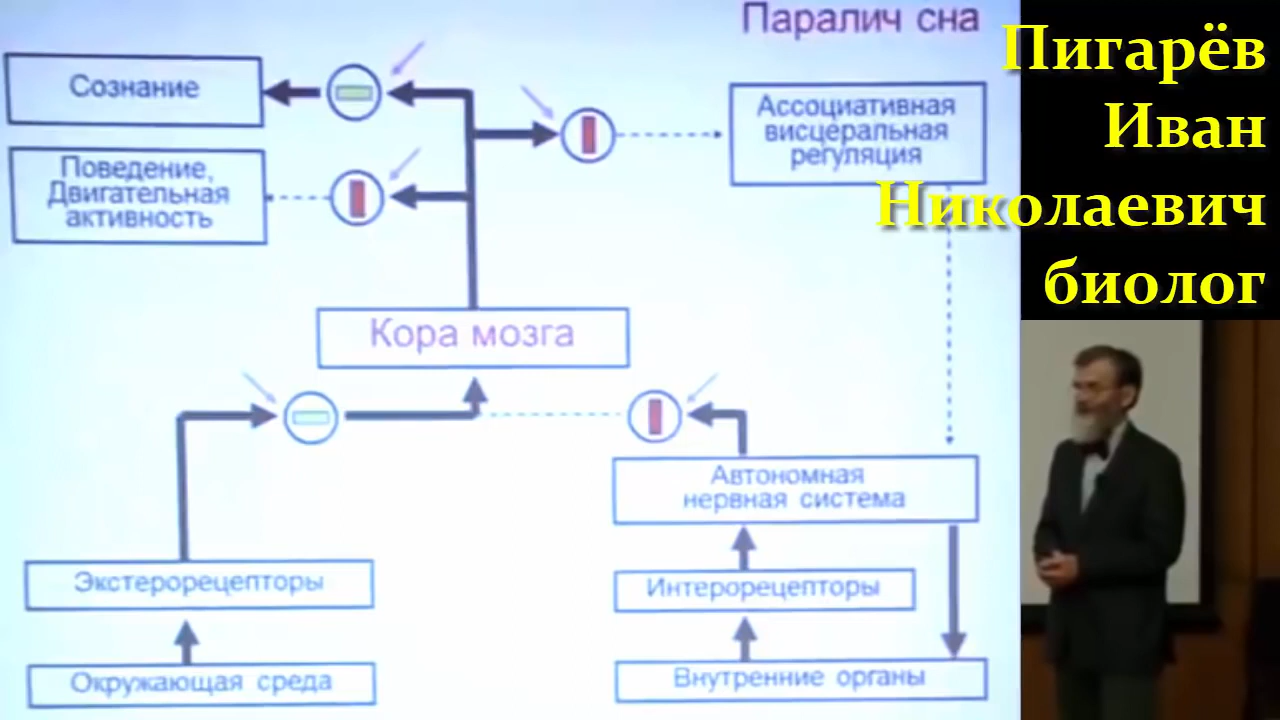 Паралич сна
Пигарёв
Иван
Николаевич
биолог
Сознание
Поведение,
Двигательная
активность
Ассоциативная
висцеральная
регуляция
Кора мозга
Автономная
нервная система
Экстерорецепторы
Интерорецепторы
Окружающая среда
Внутренние органы